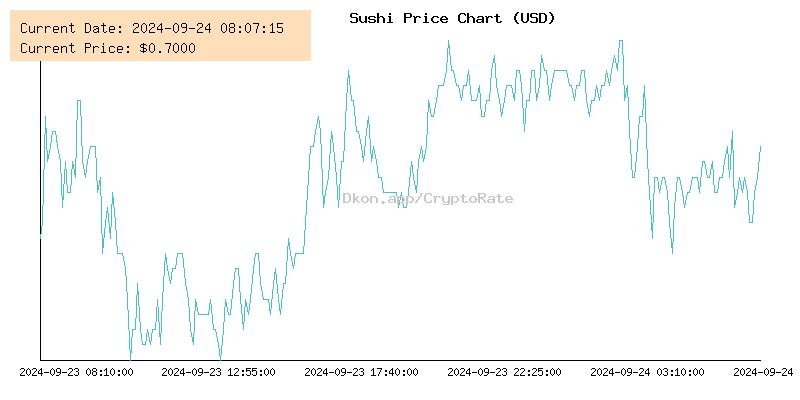 Sushi Price Chart (USD)
Current Date: 2024-09-24 08:07:15
Current Price: $0.7000
Dkon.app/CryptoRate
2024-09-23 08:10:00 2024-09-23 12:55:00 2024-09-23 17:40:00 2024-09-23 22:25:00 2024-09-24 03:10:00 2024-09-24